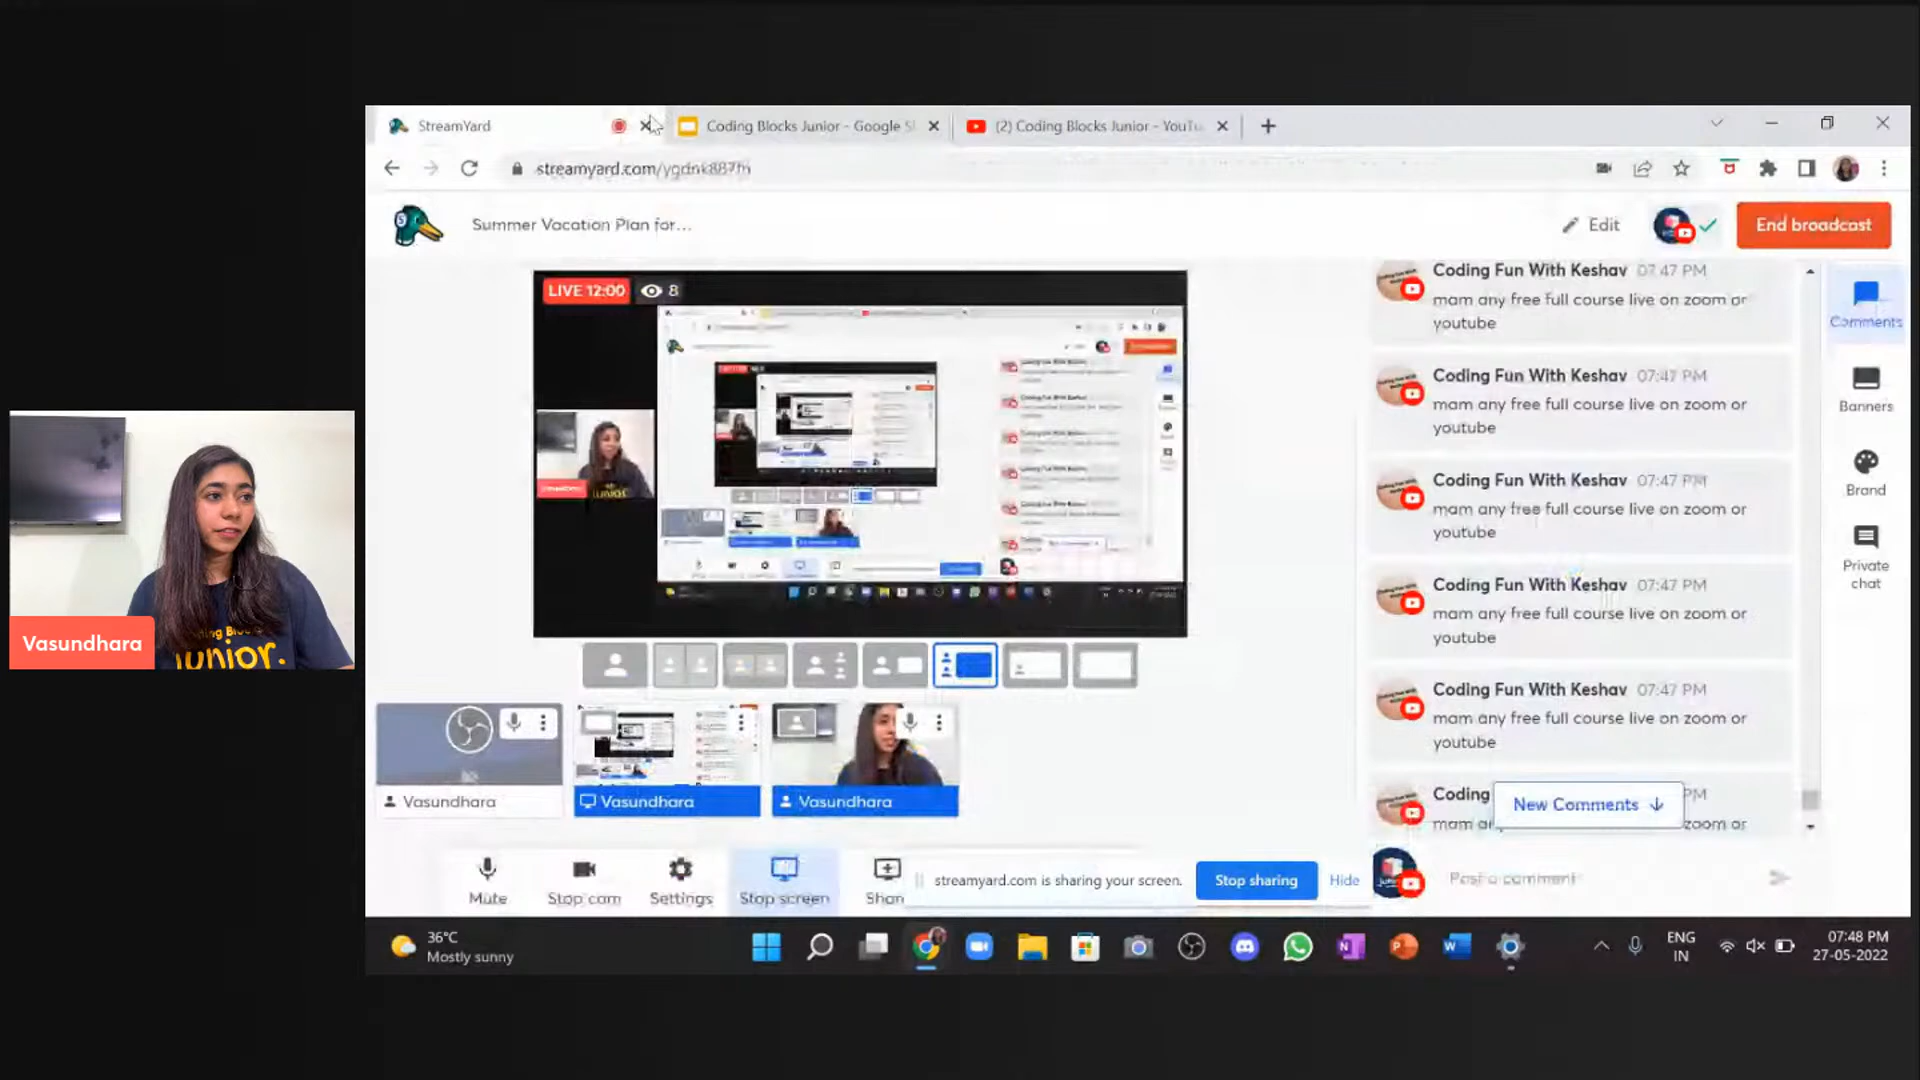 StreamYard
Coding Blocks Junior - Google Sl
(2) Coding Blocks Junior - YouTu
streamyard.com/ygdnk887fh
Summer Vacation Plan for...
Edit
End broadcast
LIVE 12:00
8
Coding Fun With Keshav 07:47 PM
mam any free full course live on zoom or
youtube
Coding Fun With Keshav 07:47 PM
mam any free full course live on zoom or
youtube
Coding Fun With Keshav 07:47 PM
mam any free full course live on zoom or
youtube
Coding Fun With Keshav 07:47 PM
mam any free full course live on zoom or
youtube
Coding Fun With Keshav 07:47 PM
mam any free full course live on zoom or
youtube
Coding
PM
New Comments
zoom or
Post a comment
Comments
Banners
Brand
Private
chat
Vasundhara
Junior.
Vasundhara
Vasundhara
Vasundhara
Mute
Stop cam
Settings
Stop screen
Shar
streamyard.com is sharing your screen.
Stop sharing
Hide
36°C
Mostly sunny
ENG
IN
07:48 PM
27-05-2022